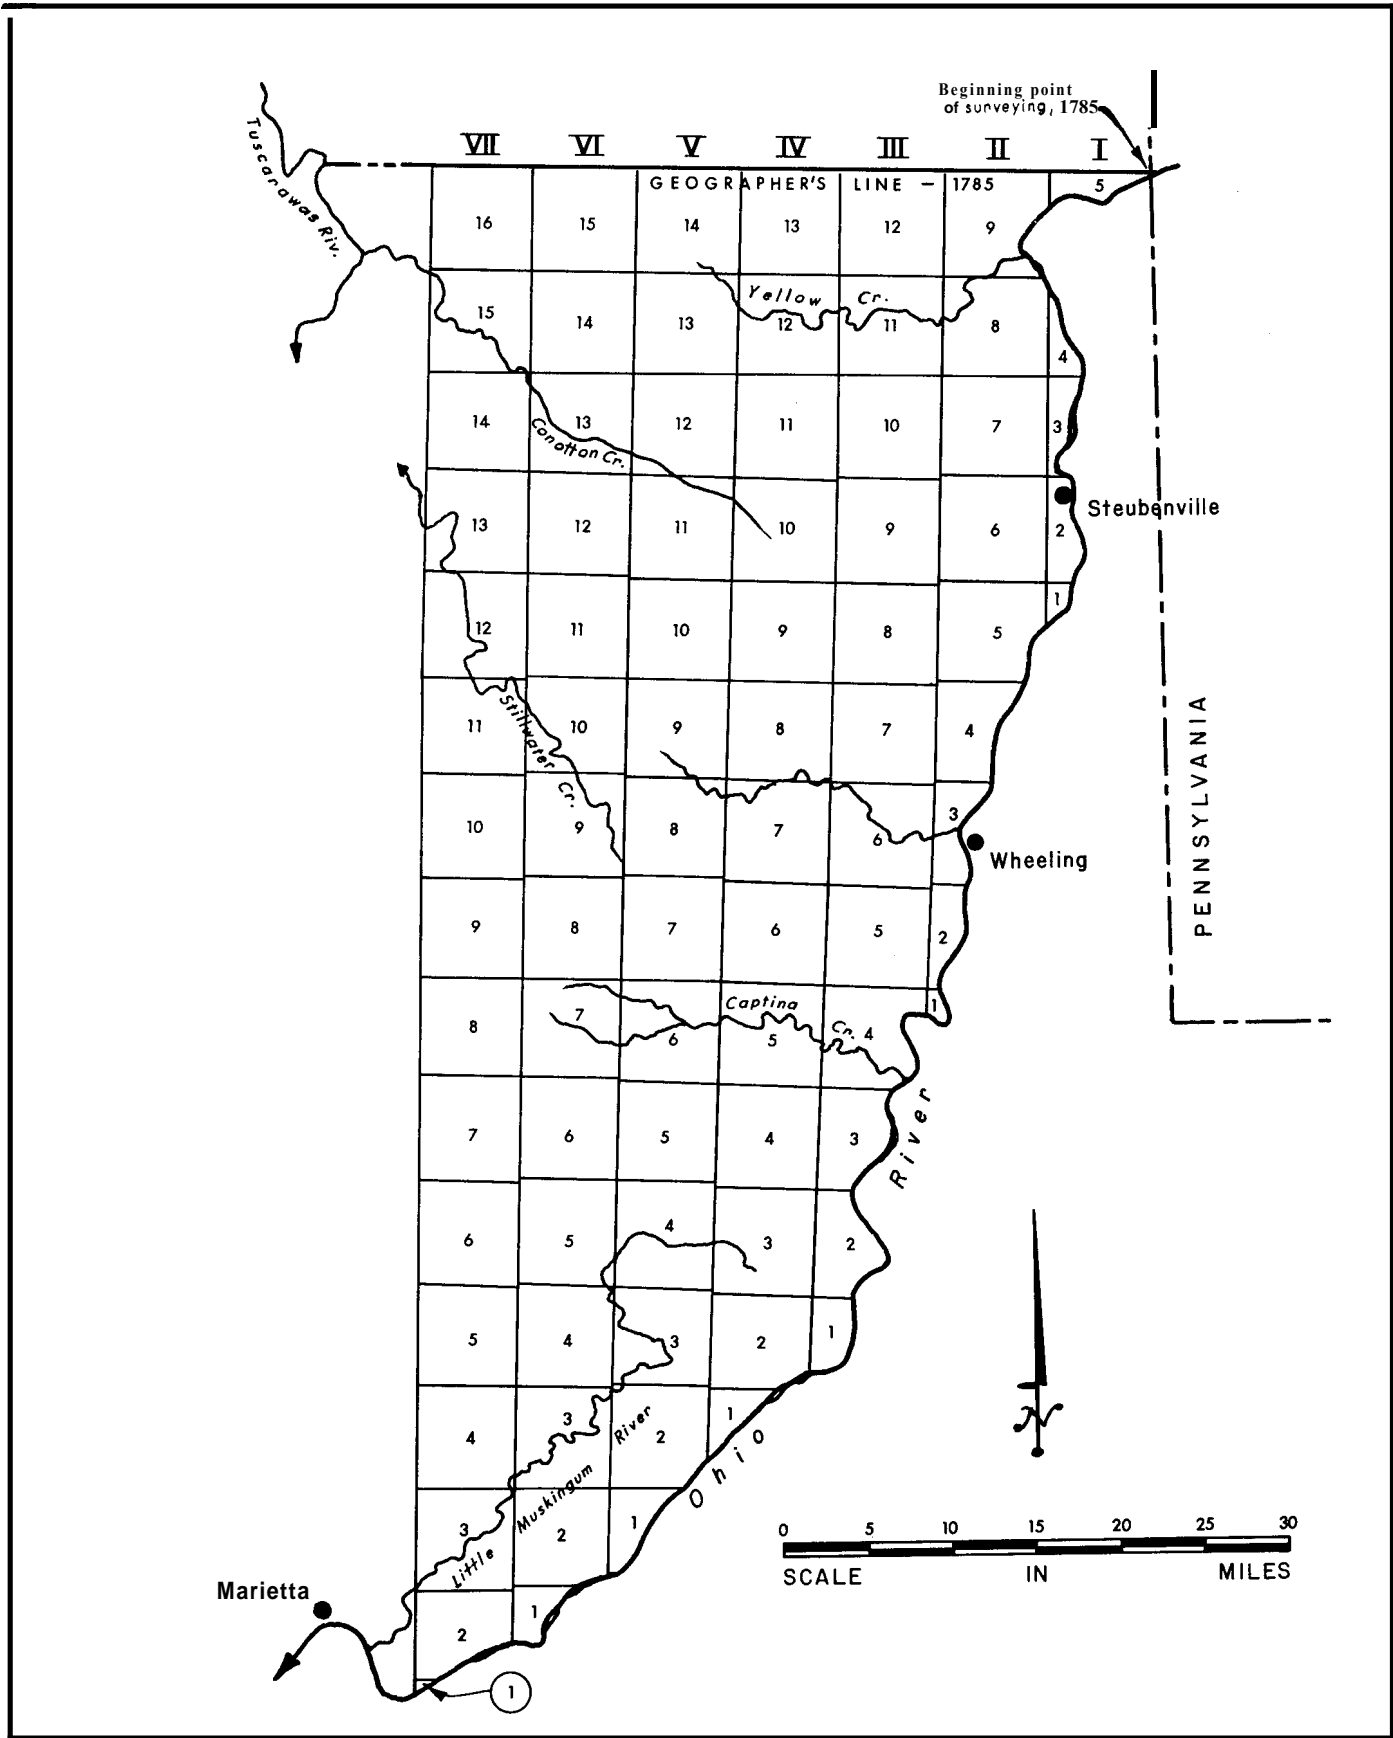 Beginning point
of surveying, 1785
VII VI V IV III II I
GEOGRAPHER'S LINE – 1785
5
Tuscarawas Riv.
16 15 14 13 12 9
Yellow Cr.
15 14 13 12 11 8
4
14 13 12 11 10 7 3
Conotton Cr.
Steubenville
13 12 11 10 9 6 2
1
12 11 10 9 8 5
Stillwater Cr.
11 10 9 8 7 4
PENNSYLVANIA
10 9 8 7 6 3
Wheeling
9 8 7 6 5 2
Captina Cr.
8 7 6 5 4 1
7 6 5 4 3
Ohio River
6 5 4 3 2
5 4 3 2 1
N
4 3 2 1
Little Muskingum River
3 2 1
0 5 10 15 20 25 30
SCALE IN MILES
Marietta
2 1
1